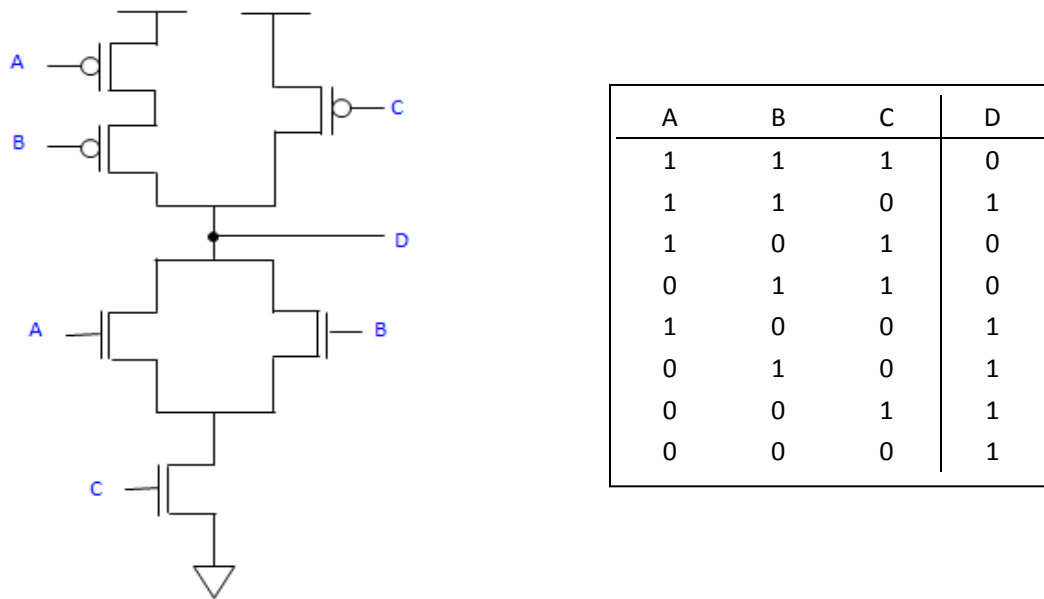 A
B
C
D
A
B
C
A B C D
1 1 1 0
1 1 0 1
1 0 1 0
0 1 1 0
1 0 0 1
0 1 0 1
0 0 1 1
0 0 0 1